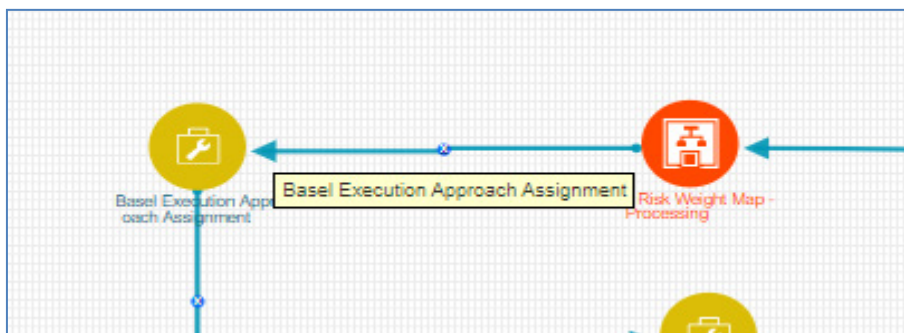 Basel Execution Approach Assignment
Basel Execution App
oach Assignment
Risk Weight Map -
Processing